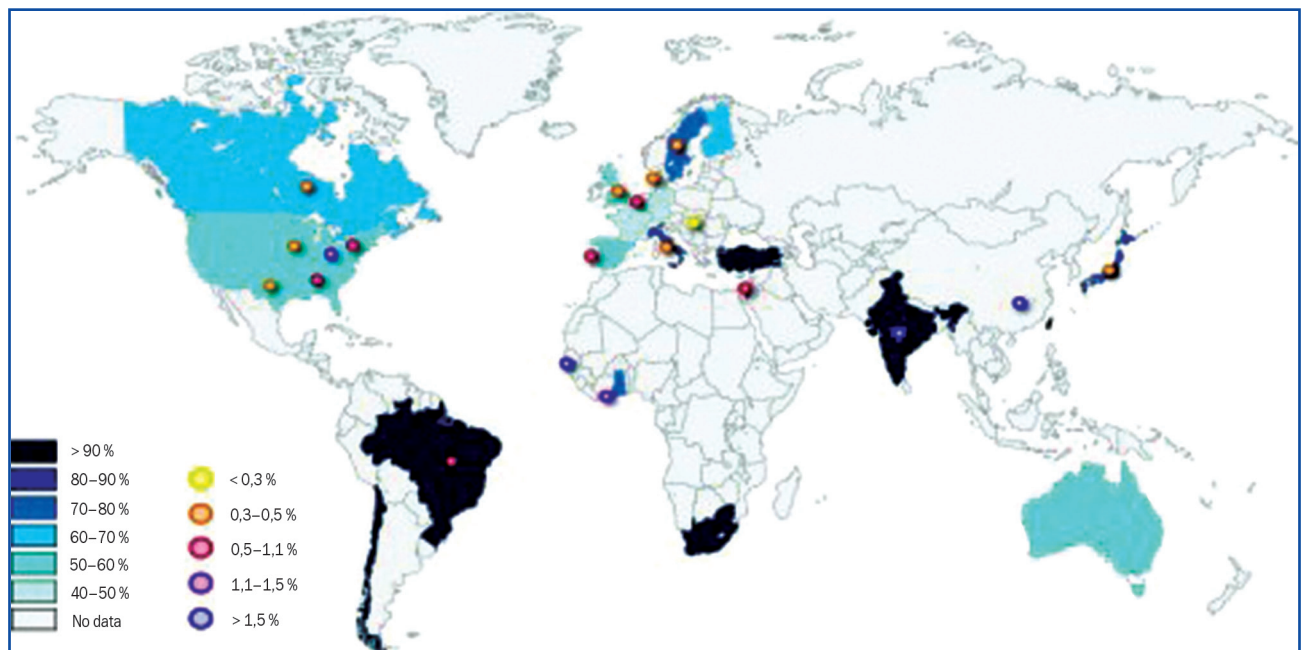 > 90 %
80–90 %
70–80 %
60–70 %
50–60 %
40–50 %
No data
< 0,3 %
0,3–0,5 %
0,5–1,1 %
1,1–1,5 %
> 1,5 %